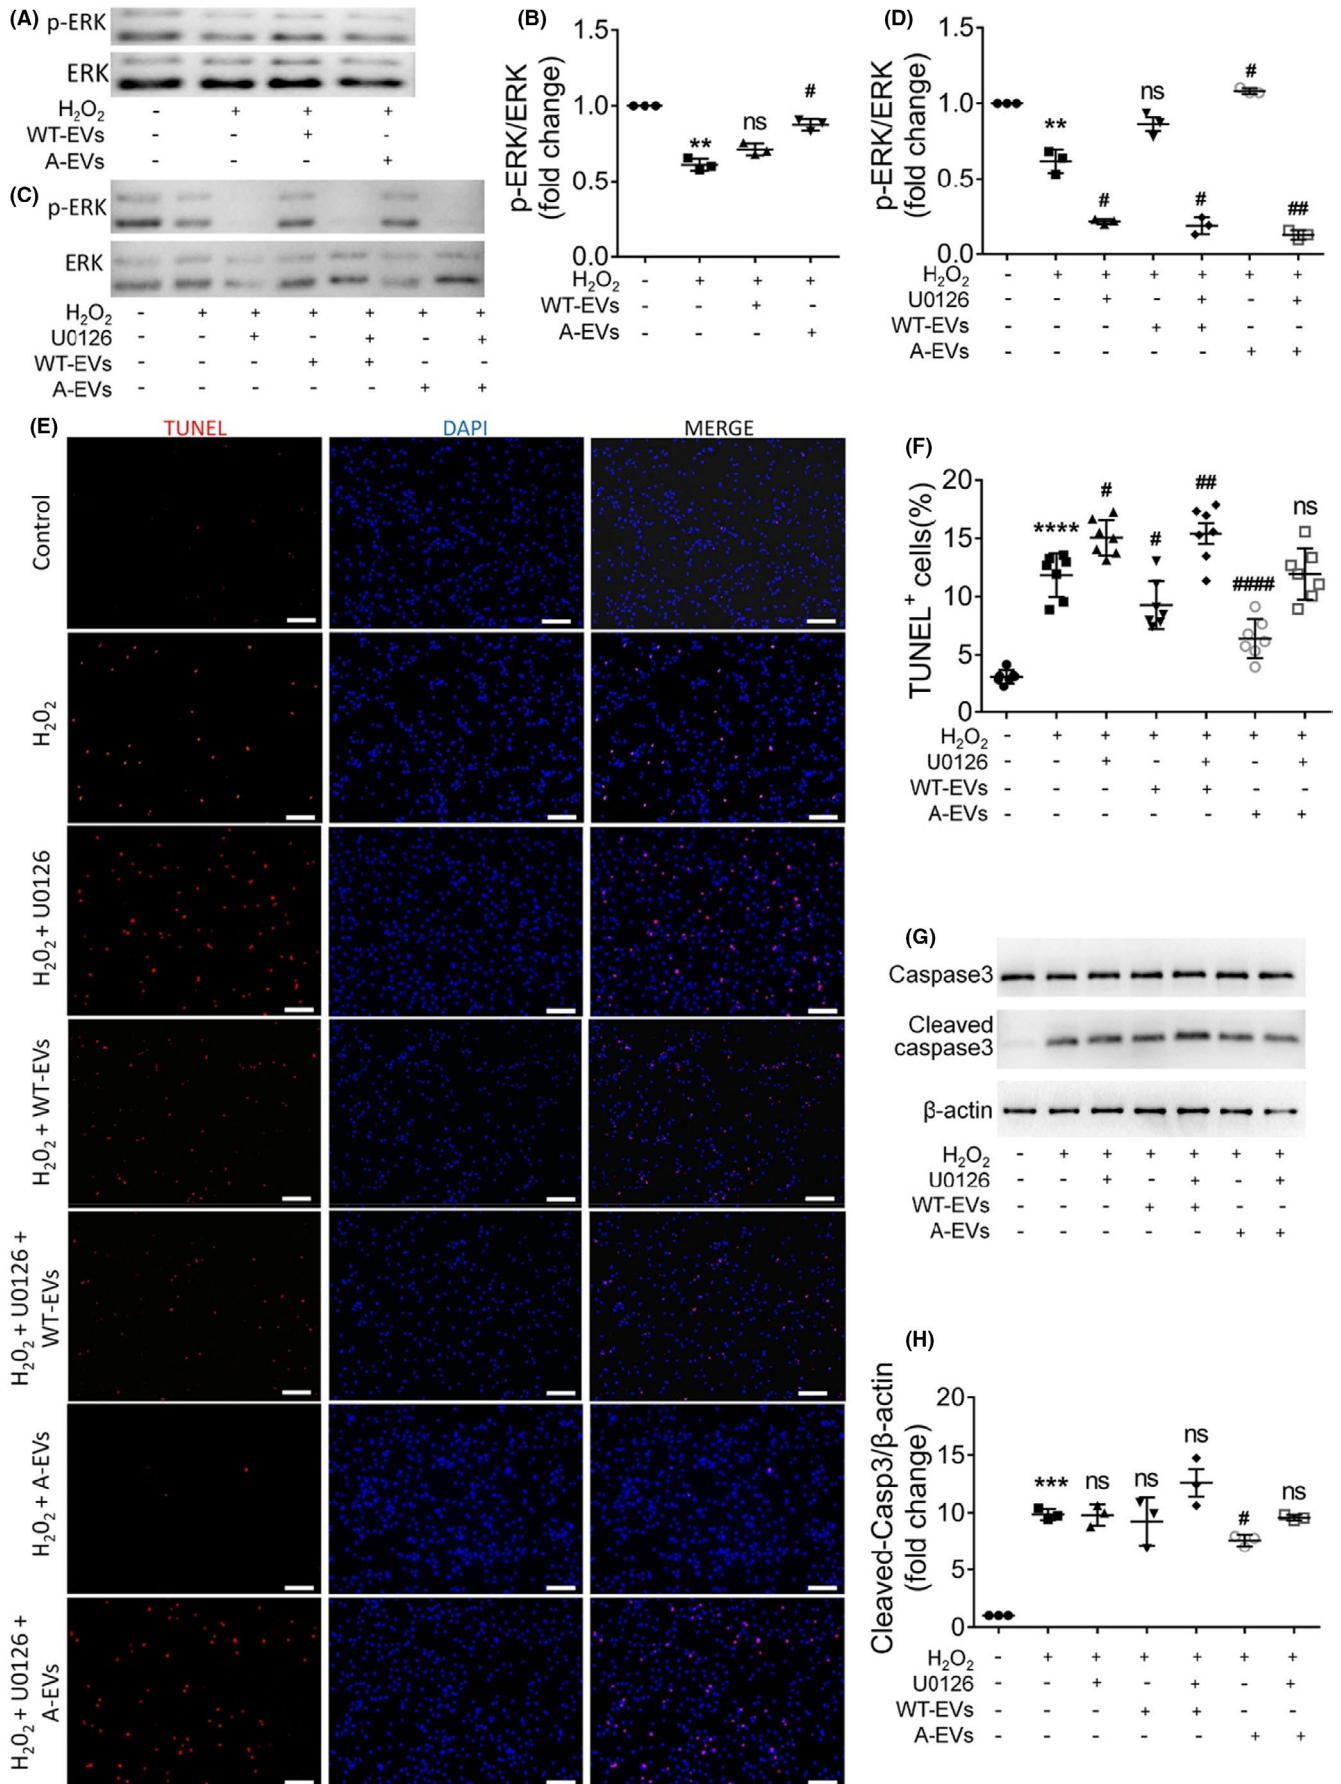 (A)
p-ERK
ERK
H₂O₂ - + + +
WT-EVs - - + -
A-EVs - - - +
(B)
p-ERK/ERK
(fold change)
1.5
1.0
0.5
0.0
**
ns
#
H₂O₂ - + + +
WT-EVs - - + -
A-EVs - - - +
(C)
p-ERK
ERK
H₂O₂ - + + + + + +
U0126 - - + - + - +
WT-EVs - - - + + - -
A-EVs - - - - - + +
(D)
p-ERK/ERK
(fold change)
1.5
1.0
0.5
0.0
**
#
ns
#
#
##
H₂O₂ - + + + + + +
U0126 - - + - + - +
WT-EVs - - - + + - -
A-EVs - - - - - + +
(E)
TUNEL DAPI MERGE
Control
H₂O₂
H₂O₂ + U0126
H₂O₂ + WT-EVs
H₂O₂ + U0126 +
WT-EVs
H₂O₂ + A-EVs
H₂O₂ + U0126 +
A-EVs
(F)
TUNEL⁺ cells(%)
20
15
10
5
0
****
#
#
##
####
ns
H₂O₂ - + + + + + +
U0126 - - + - + - +
WT-EVs - - - + + - -
A-EVs - - - - - + +
(G)
Caspase3
Cleaved
caspase3
β-actin
H₂O₂ - + + + + + +
U0126 - - + - + - +
WT-EVs - - - + + - -
A-EVs - - - - - + +
(H)
Cleaved-Casp3/β-actin
(fold change)
20
15
10
5
0
***
ns
ns
ns
#
ns
H₂O₂ - + + + + + +
U0126 - - + - + - +
WT-EVs - - - + + - -
A-EVs - - - - - + +